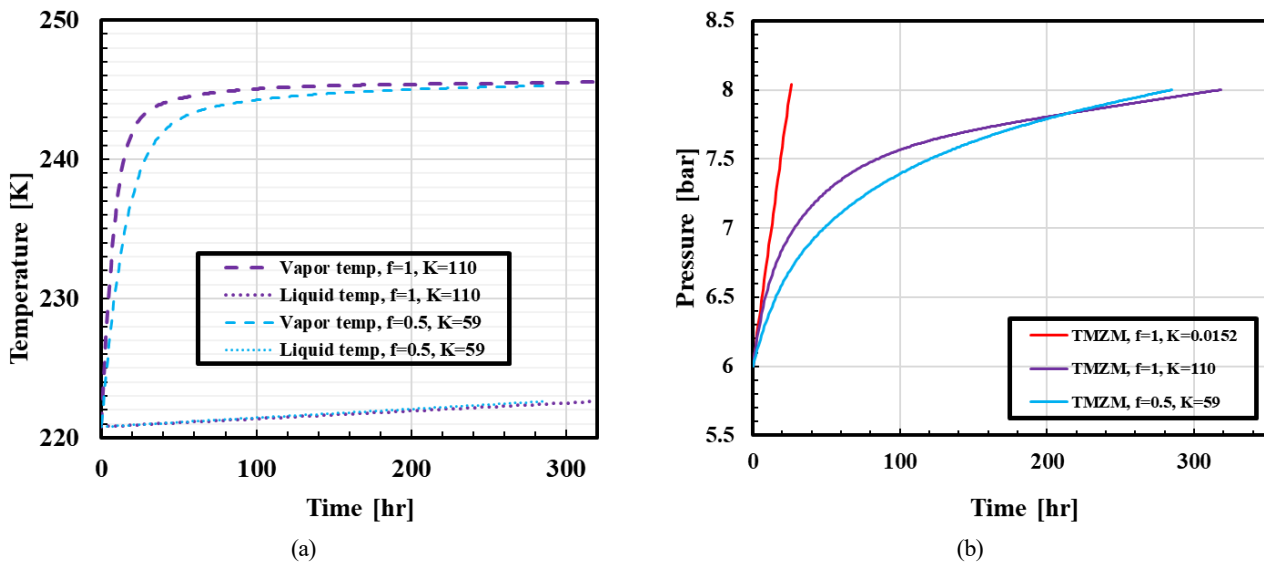 250
240
230
220
0
100
200
300
Temperature [K]
Time [hr]
Vapor temp, f=1, K=110
Liquid temp, f=1, K=110
Vapor temp, f=0.5, K=59
Liquid temp, f=0.5, K=59
(a)
8.5
8
7.5
7
6.5
6
5.5
0
100
200
300
Pressure [bar]
Time [hr]
TMZM, f=1, K=0.0152
TMZM, f=1, K=110
TMZM, f=0.5, K=59
(b)